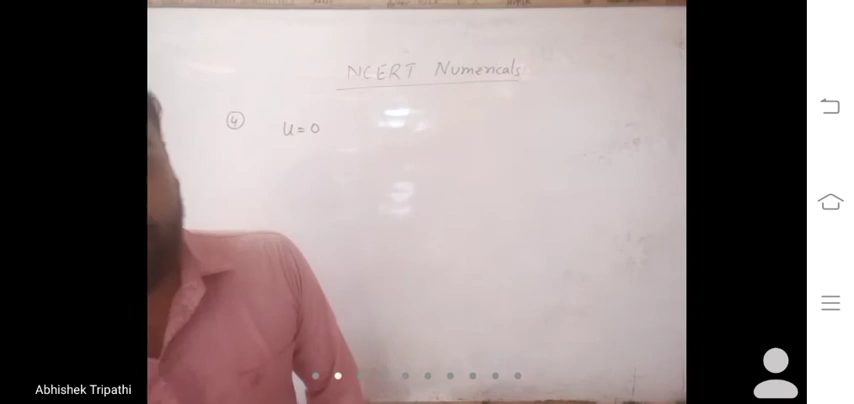 NCERT Numericals
④ u = 0
Abhishek Tripathi